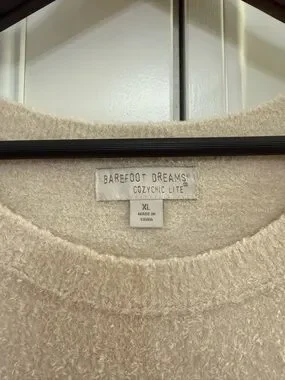 BAREFOOT DREAMS®
COZYCHIC LITE®
XL
MADE IN
CHINA